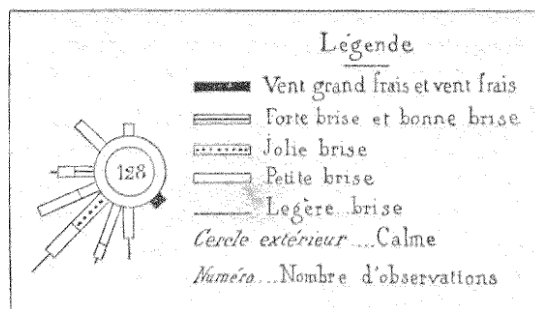 Légende
Vent grand frais et vent frais
Forte brise et bonne brise
Jolie brise
128
Petite brise
Legère brise
Cercle extérieur....Calme
Numéro....Nombre d'observations